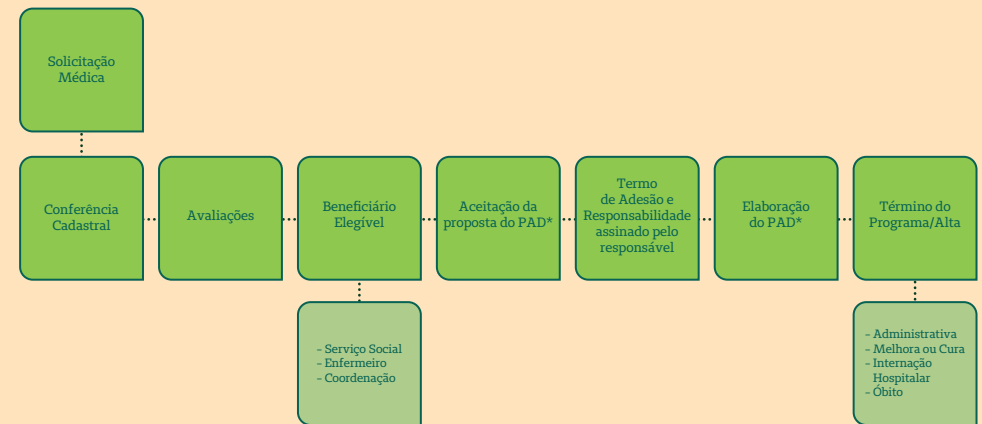 Solicitação
Médica
Conferência
Cadastral
Avaliações
Beneficiário
Elegível
Aceitação da
proposta do PAD*
Termo
de Adesão e
Responsabilidade
assinado pelo
responsável
Elaboração
do PAD*
Término do
Programa/Alta
– Serviço Social
– Enfermeiro
– Coordenação
– Administrativa
– Melhora ou Cura
– Internação
Hospitalar
– Óbito